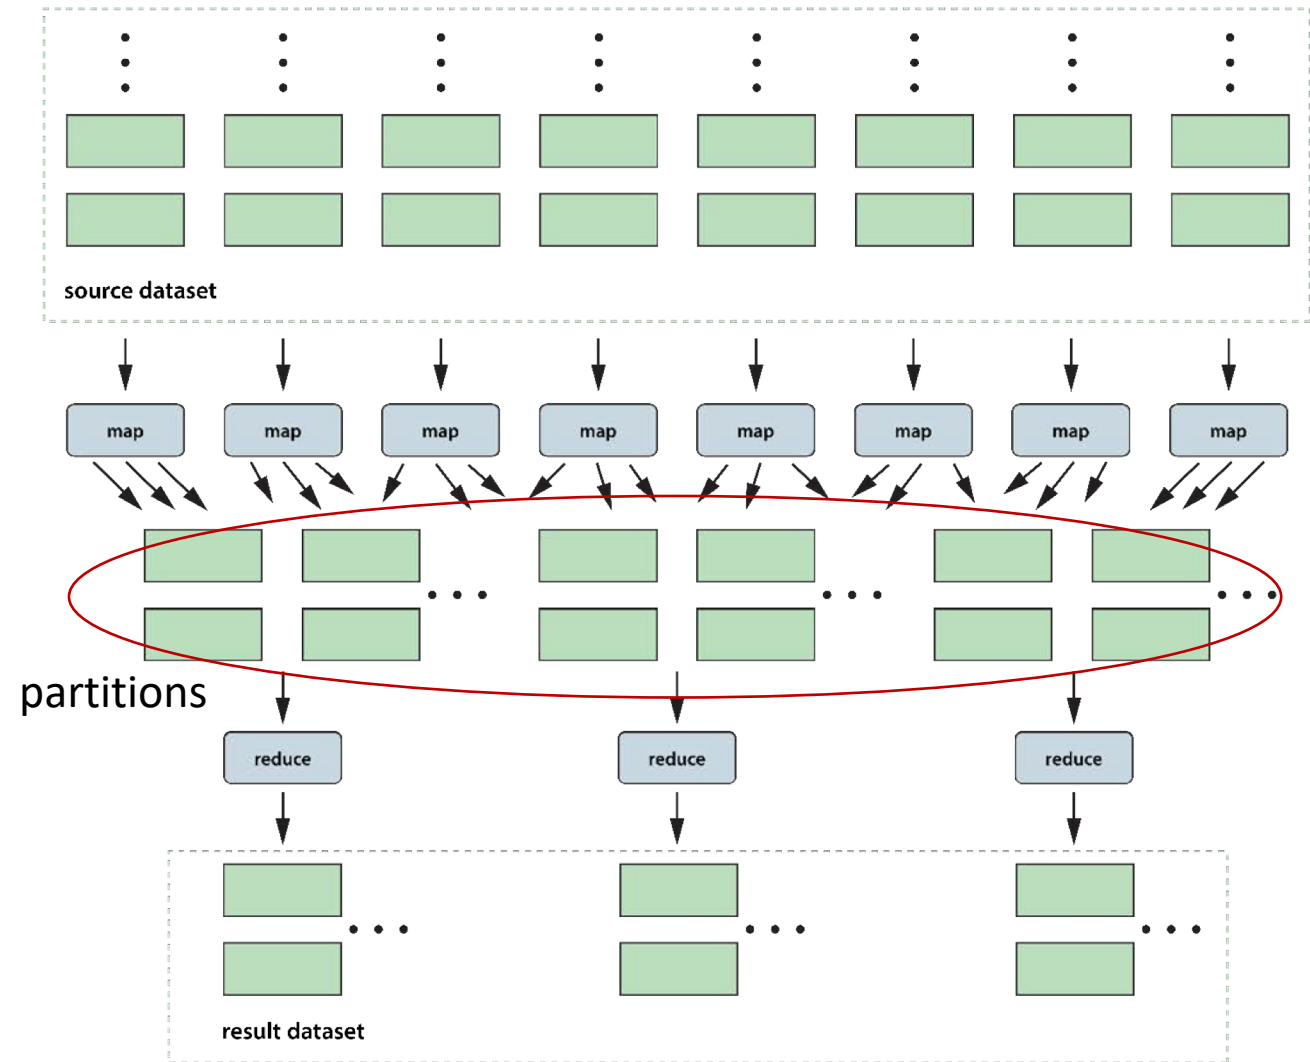 source dataset
map map map map map map map map
partitions
reduce reduce reduce
result dataset